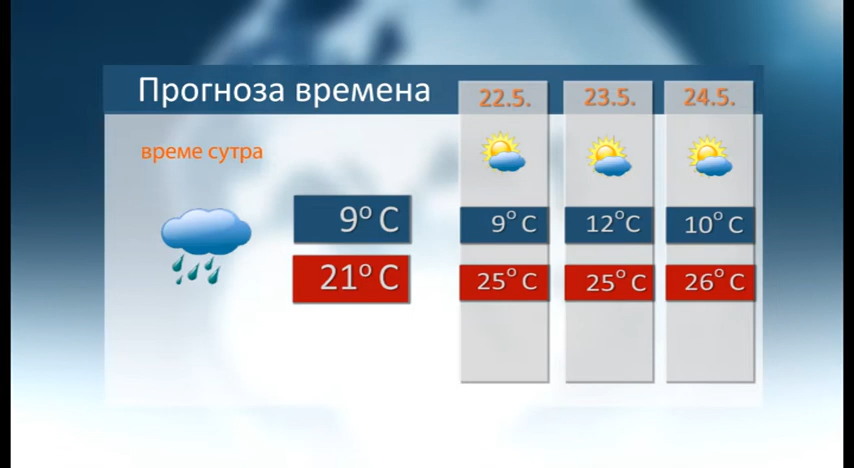 Прогноза времена
време сутра
9° C
21° C
22.5. 23.5. 24.5.
9° C 12°C 10° C
25° C 25° C 26° C